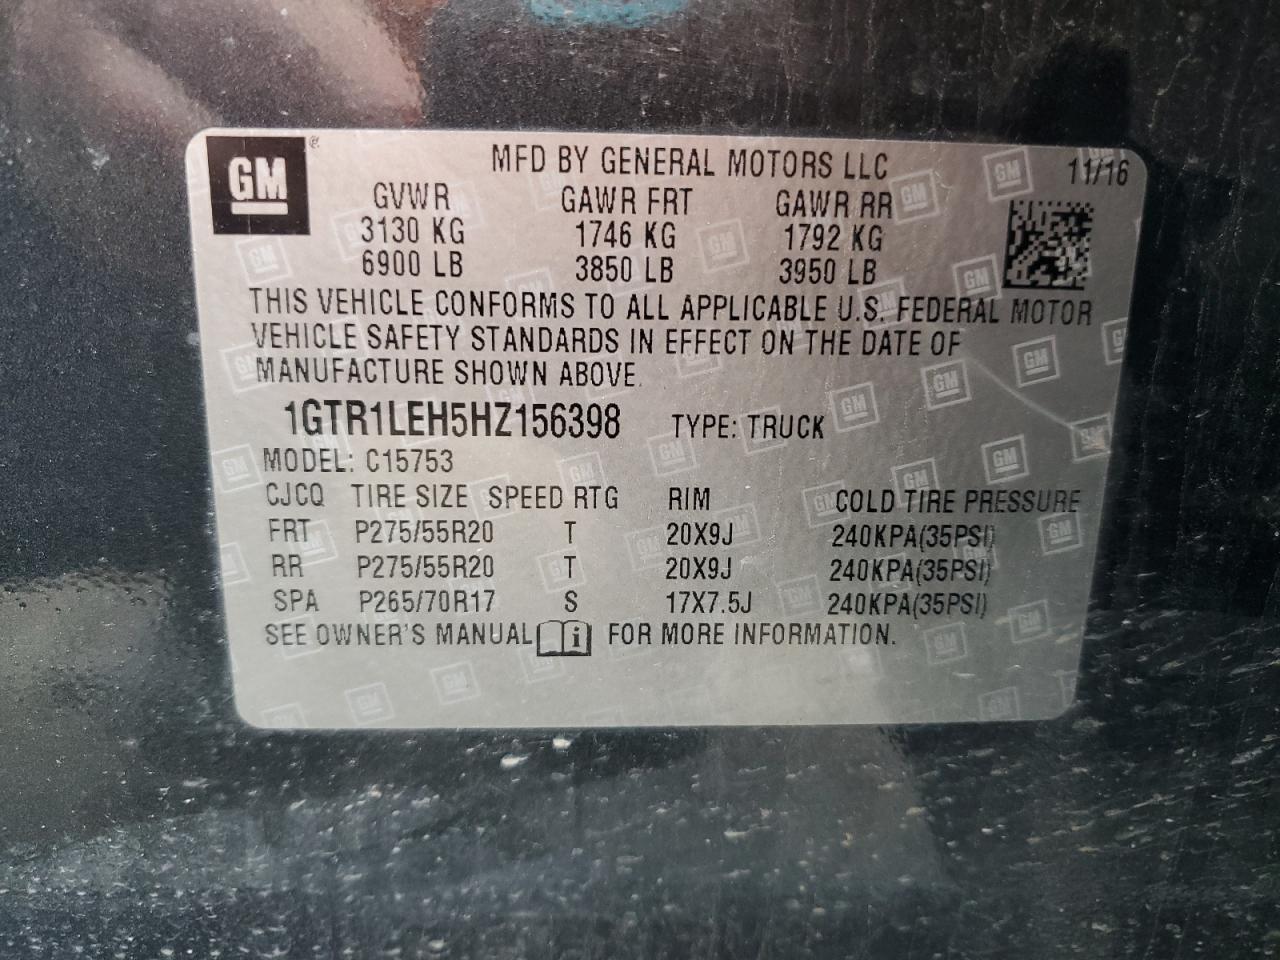 GM
MFD BY GENERAL MOTORS LLC 11/16
GVWR GAWR FRT GAWR RR
3130 KG 1746 KG 1792 KG
6900 LB 3850 LB 3950 LB
THIS VEHICLE CONFORMS TO ALL APPLICABLE U.S. FEDERAL MOTOR
VEHICLE SAFETY STANDARDS IN EFFECT ON THE DATE OF
MANUFACTURE SHOWN ABOVE.
1GTR1LEH5HZ156398 TYPE: TRUCK
MODEL: C15753
CJCQ TIRE SIZE SPEED RTG RIM COLD TIRE PRESSURE
FRT P275/55R20 T 20X9J 240KPA(35PSI)
RR P275/55R20 T 20X9J 240KPA(35PSI)
SPA P265/70R17 S 17X7.5J 240KPA(35PSI)
SEE OWNER'S MANUAL i FOR MORE INFORMATION.